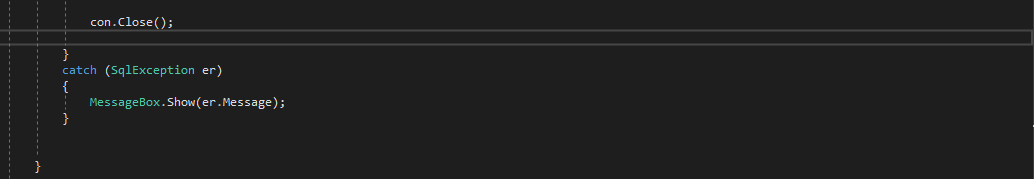 con.Close();
}
catch (SqlException er)
{
MessageBox.Show(er.Message);
}
}